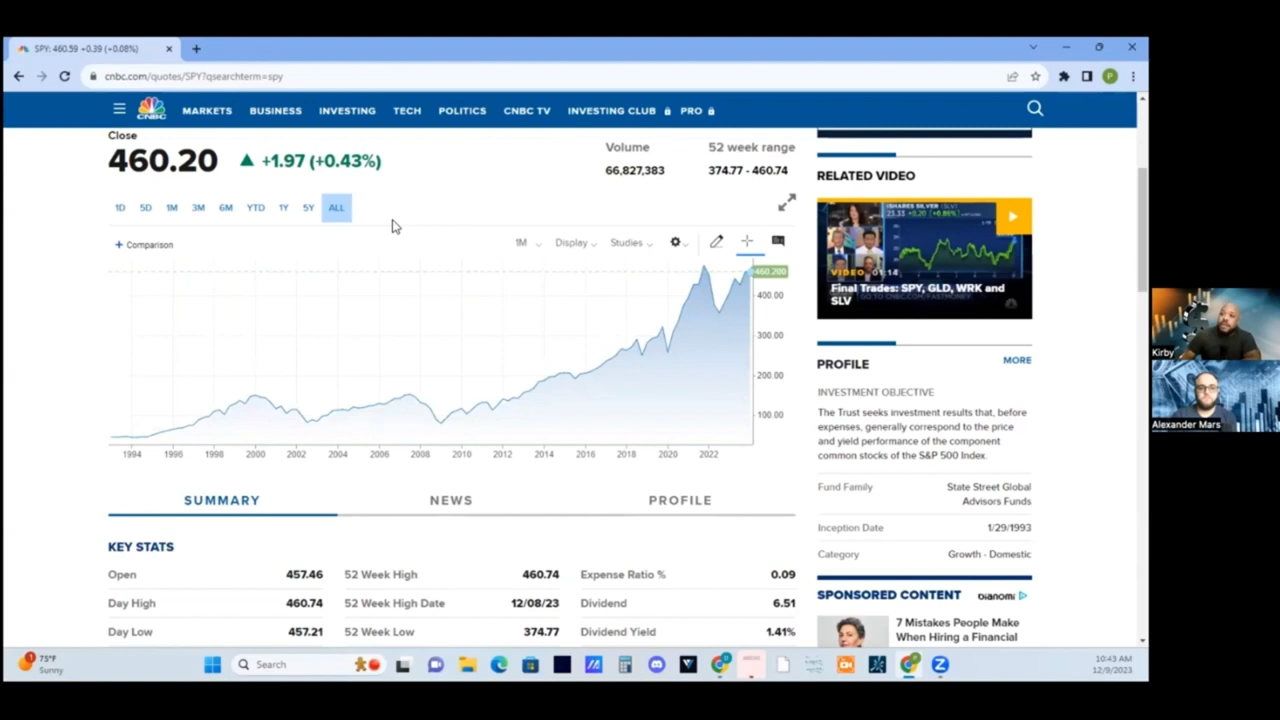 SPY: 460.59 +0.39 (+0.08%)
cnbc.com/quotes/SPY?qsearchterm=spy
P
CNBC
MARKETS BUSINESS INVESTING TECH POLITICS CNBC TV INVESTING CLUB PRO
Close
460.20 ▲ +1.97 (+0.43%)
Volume 52 week range
66,827,383 374.77 - 460.74
1D 5D 1M 3M 6M YTD 1Y 5Y ALL
+ Comparison
1M Display Studies
460.200
400.00
300.00
200.00
100.00
1994 1996 1998 2000 2002 2004 2006 2008 2010 2012 2014 2016 2018 2020 2022
SUMMARY NEWS PROFILE
KEY STATS
Open 457.46 52 Week High 460.74 Expense Ratio % 0.09
Day High 460.74 52 Week High Date 12/08/23 Dividend 6.51
Day Low 457.21 52 Week Low 374.77 Dividend Yield 1.41%
RELATED VIDEO
ISHARES SILVER (SLV)
VIDEO 01:14
Final Trades: SPY, GLD, WRK and
SLV
PROFILE MORE
INVESTMENT OBJECTIVE
The Trust seeks investment results that, before
expenses, generally correspond to the price
and yield performance of the component
common stocks of the S&P 500 Index.
Fund Family State Street Global
Advisors Funds
Inception Date 1/29/1993
Category Growth - Domestic
SPONSORED CONTENT
7 Mistakes People Make
When Hiring a Financial
Kirby
Alexander Mars
1
75°F
Sunny
Search
10:43 AM
12/9/2023